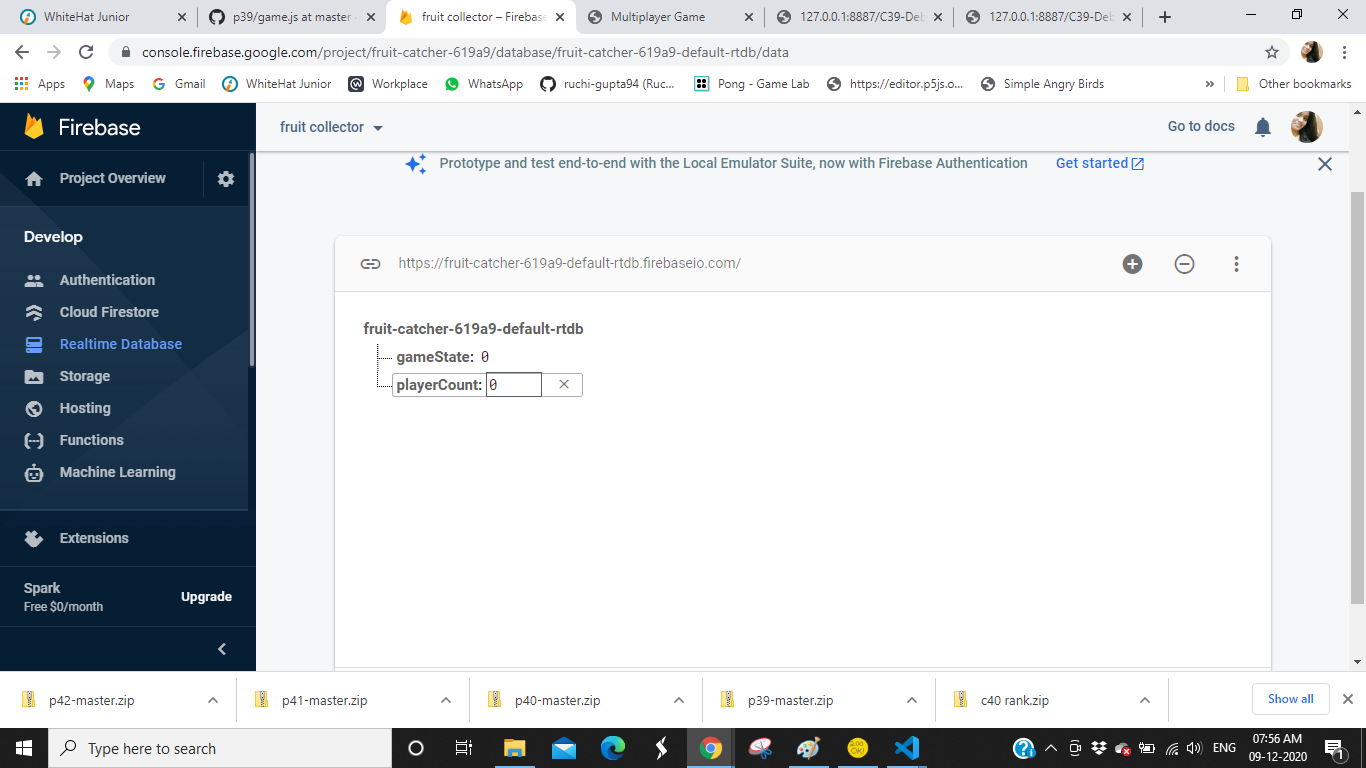 WhiteHat Junior
p39/game.js at master ·
fruit collector – Firebase
Multiplayer Game
127.0.0.1:8887/C39-Deb
127.0.0.1:8887/C39-Deb
console.firebase.google.com/project/fruit-catcher-619a9/database/fruit-catcher-619a9-default-rtdb/data
Apps
Maps
Gmail
WhiteHat Junior
Workplace
WhatsApp
ruchi-gupta94 (Ruc...
Pong - Game Lab
https://editor.p5js.o...
Simple Angry Birds
»
Other bookmarks
Firebase
fruit collector
Go to docs
Prototype and test end-to-end with the Local Emulator Suite, now with Firebase Authentication
Get started
Project Overview
Develop
Authentication
Cloud Firestore
Realtime Database
Storage
Hosting
Functions
Machine Learning
Extensions
Spark
Free $0/month
Upgrade
https://fruit-catcher-619a9-default-rtdb.firebaseio.com/
fruit-catcher-619a9-default-rtdb
gameState: 0
playerCount: 0
p42-master.zip
p41-master.zip
p40-master.zip
p39-master.zip
c40 rank.zip
Show all
Type here to search
ENG
07:56 AM
09-12-2020
1